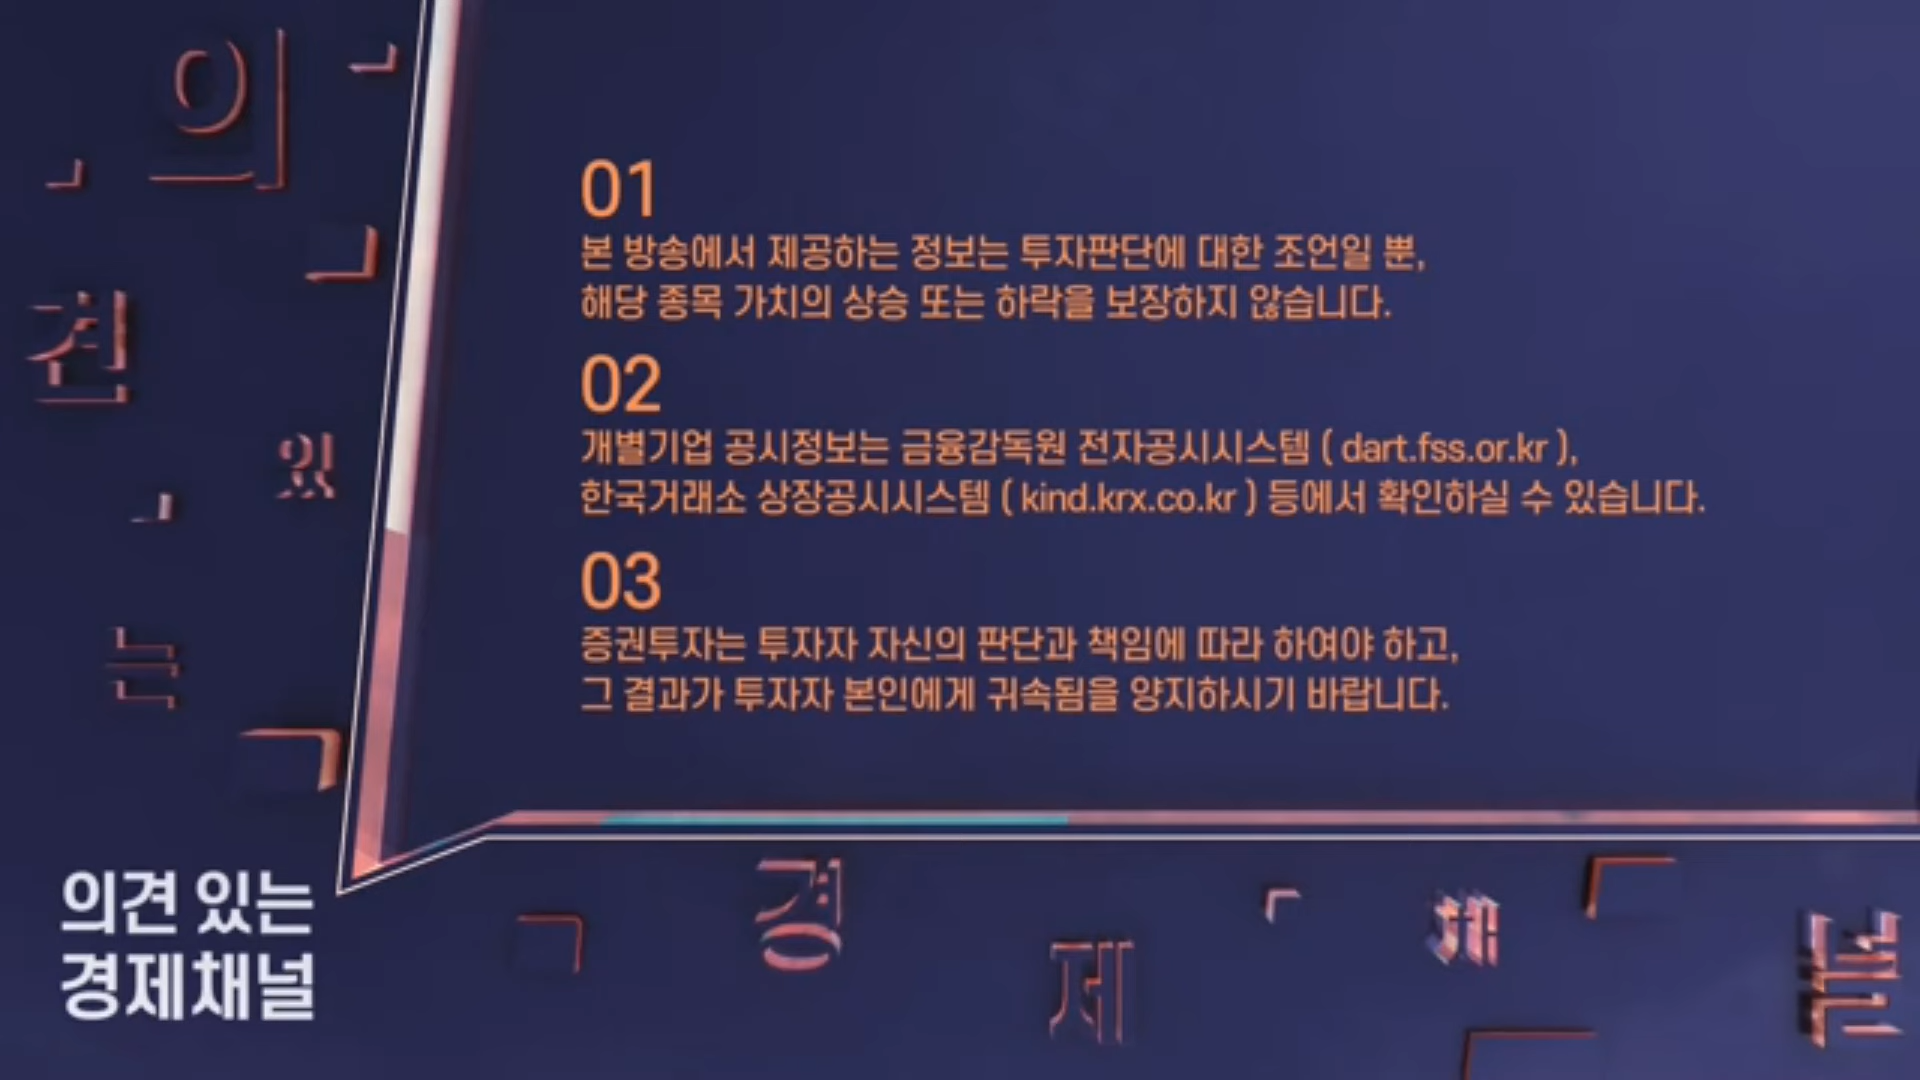 01
본 방송에서 제공하는 정보는 투자판단에 대한 조언일 뿐,
해당 종목 가치의 상승 또는 하락을 보장하지 않습니다.
02
개별기업 공시정보는 금융감독원 전자공시시스템 ( dart.fss.or.kr ),
한국거래소 상장공시시스템 ( kind.krx.co.kr ) 등에서 확인하실 수 있습니다.
03
증권투자는 투자자 자신의 판단과 책임에 따라 하여야 하고,
그 결과가 투자자 본인에게 귀속됨을 양지하시기 바랍니다.
의견 있는
경제채널
의
견
있
는
경
제
채
널